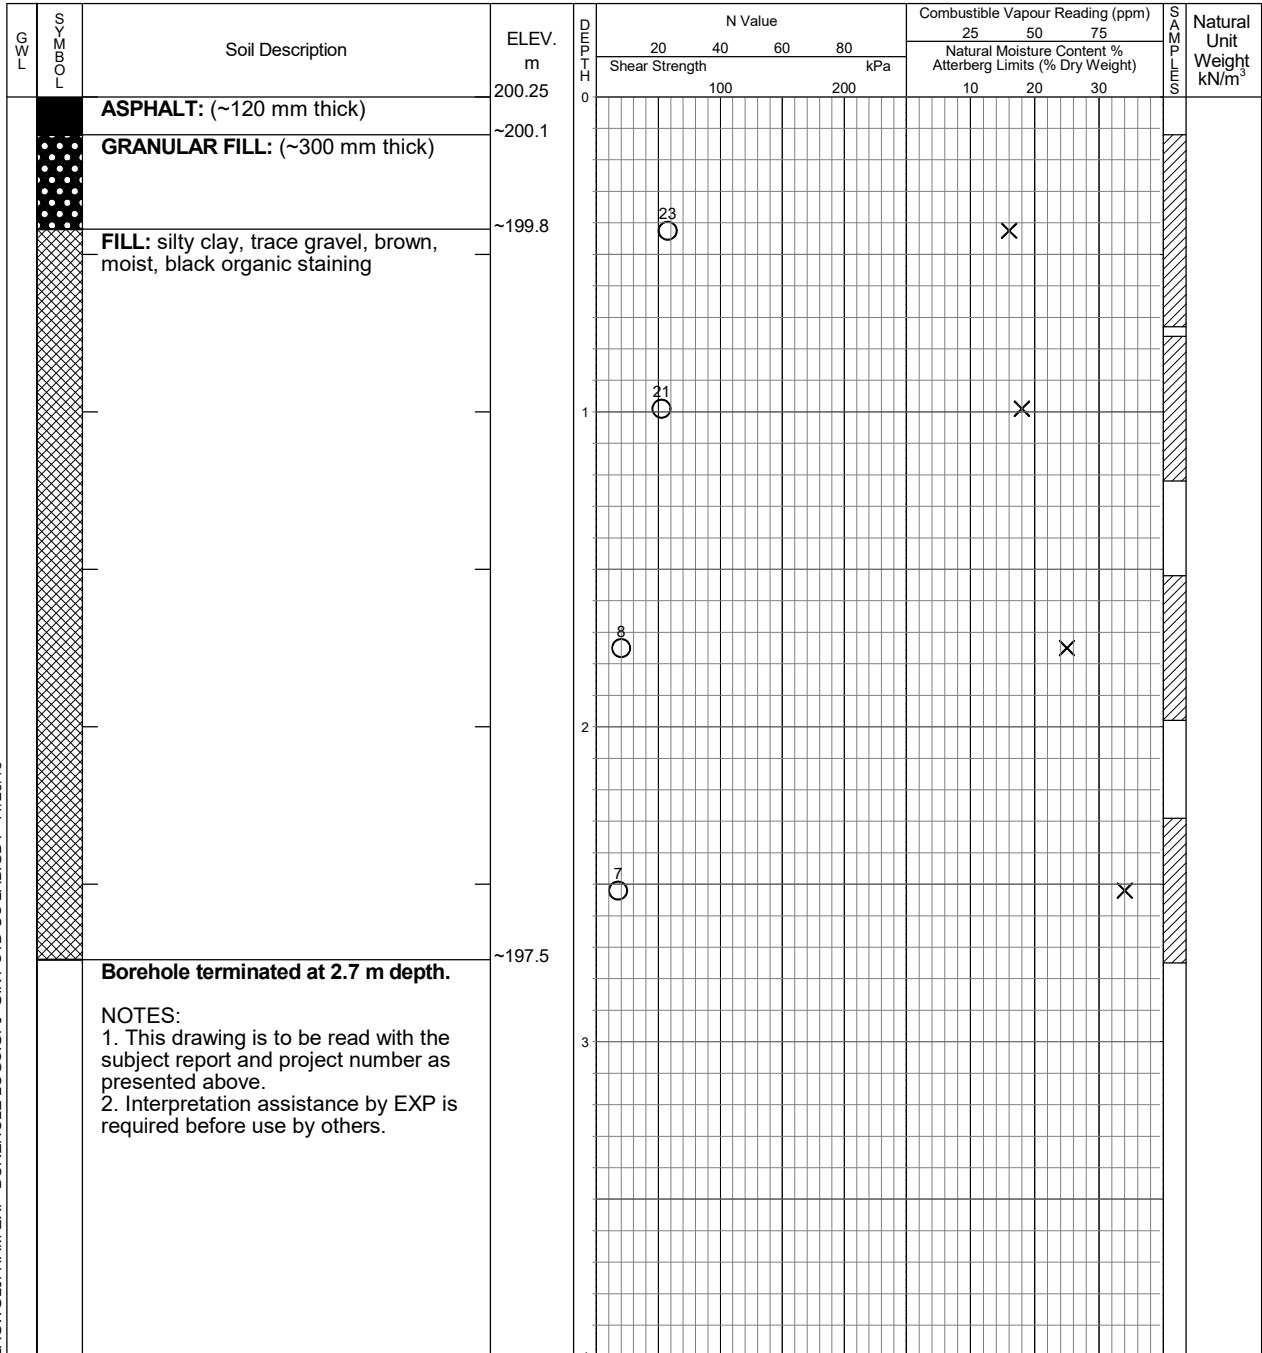 GWL
SYMBOL
Soil Description
ELEV.
m
DEPTH
N Value
20 40 60 80
Shear Strength kPa
100 200
Combustible Vapour Reading (ppm)
25 50 75
Natural Moisture Content %
Atterberg Limits (% Dry Weight)
10 20 30
SAMPLES
Natural
Unit
Weight
kN/m³
200.25
0
ASPHALT: (~120 mm thick)
~200.1
GRANULAR FILL: (~300 mm thick)
23
~199.8
FILL: silty clay, trace gravel, brown,
moist, black organic staining
21
1
8
2
7
~197.5
Borehole terminated at 2.7 m depth.
NOTES:
1. This drawing is to be read with the
subject report and project number as
presented above.
2. Interpretation assistance by EXP is
required before use by others.
3